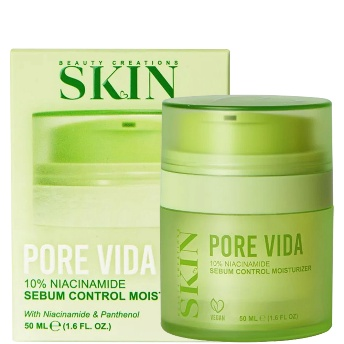 BEAUTY CREATIONS
SKIN
PORE VIDA
10% NIACINAMIDE
SEBUM CONTROL MOIST
With Niacinamide & Panthenol
50 ML ℮ (1.6 FL. OZ.)
SKIN
PORE VIDA
10% NIACINAMIDE
SEBUM CONTROL MOISTURIZER
VEGAN
50 ML ℮ (1.6 FL. OZ.)